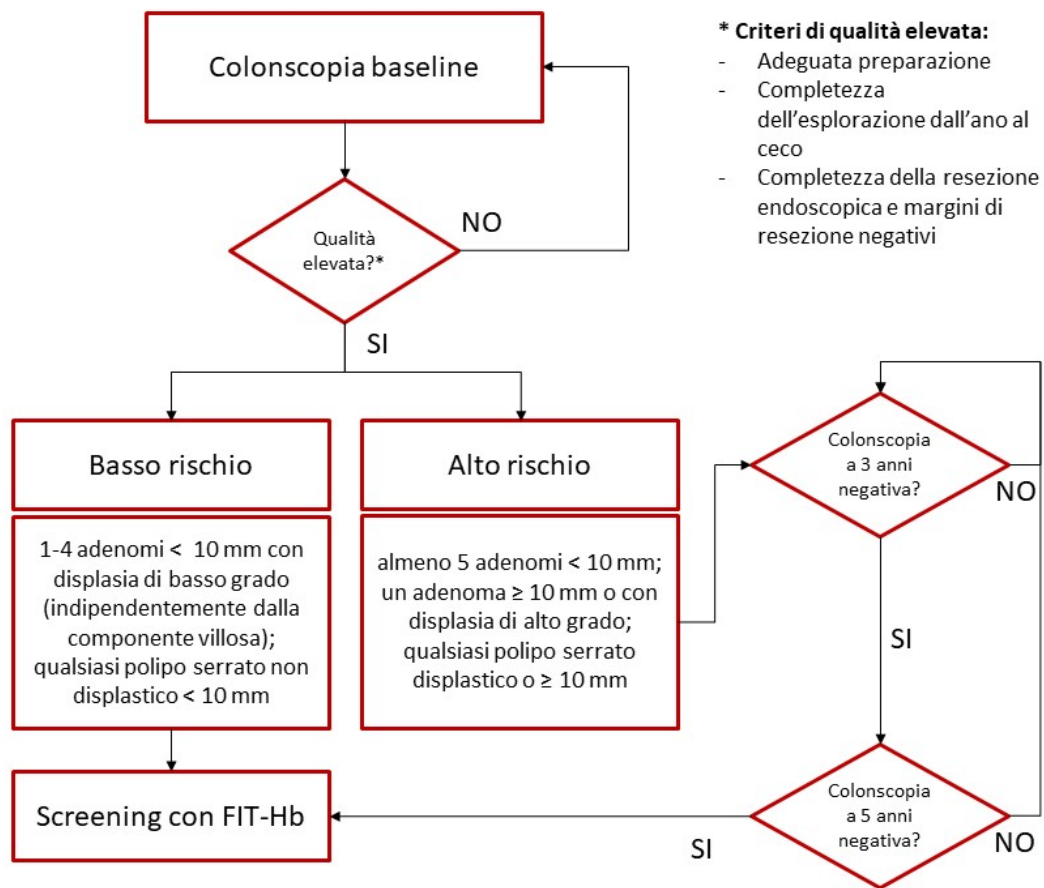 Colonscopia baseline
* Criteri di qualità elevata:
- Adeguata preparazione
- Completezza
dell'esplorazione dall'ano al
ceco
- Completezza della resezione
endoscopica e margini di
resezione negativi
Qualità
elevata?*
NO
SI
Basso rischio
1-4 adenomi < 10 mm con
displasia di basso grado
(indipendentemente dalla
componente villosa);
qualsiasi polipo serrato non
displastico < 10 mm
Alto rischio
almeno 5 adenomi < 10 mm;
un adenoma ≥ 10 mm o con
displasia di alto grado;
qualsiasi polipo serrato
displastico o ≥ 10 mm
Colonscopia
a 3 anni
negativa?
NO
SI
Colonscopia
a 5 anni
negativa?
NO
SI
Screening con FIT-Hb